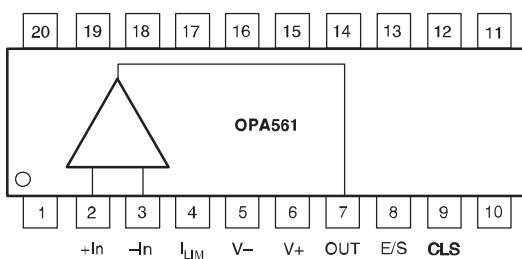 20 19 18 17 16 15 14 13 12 11
OPA561
1 2 3 4 5 6 7 8 9 10
+In –In ILIM V– V+ OUT E/S CLS